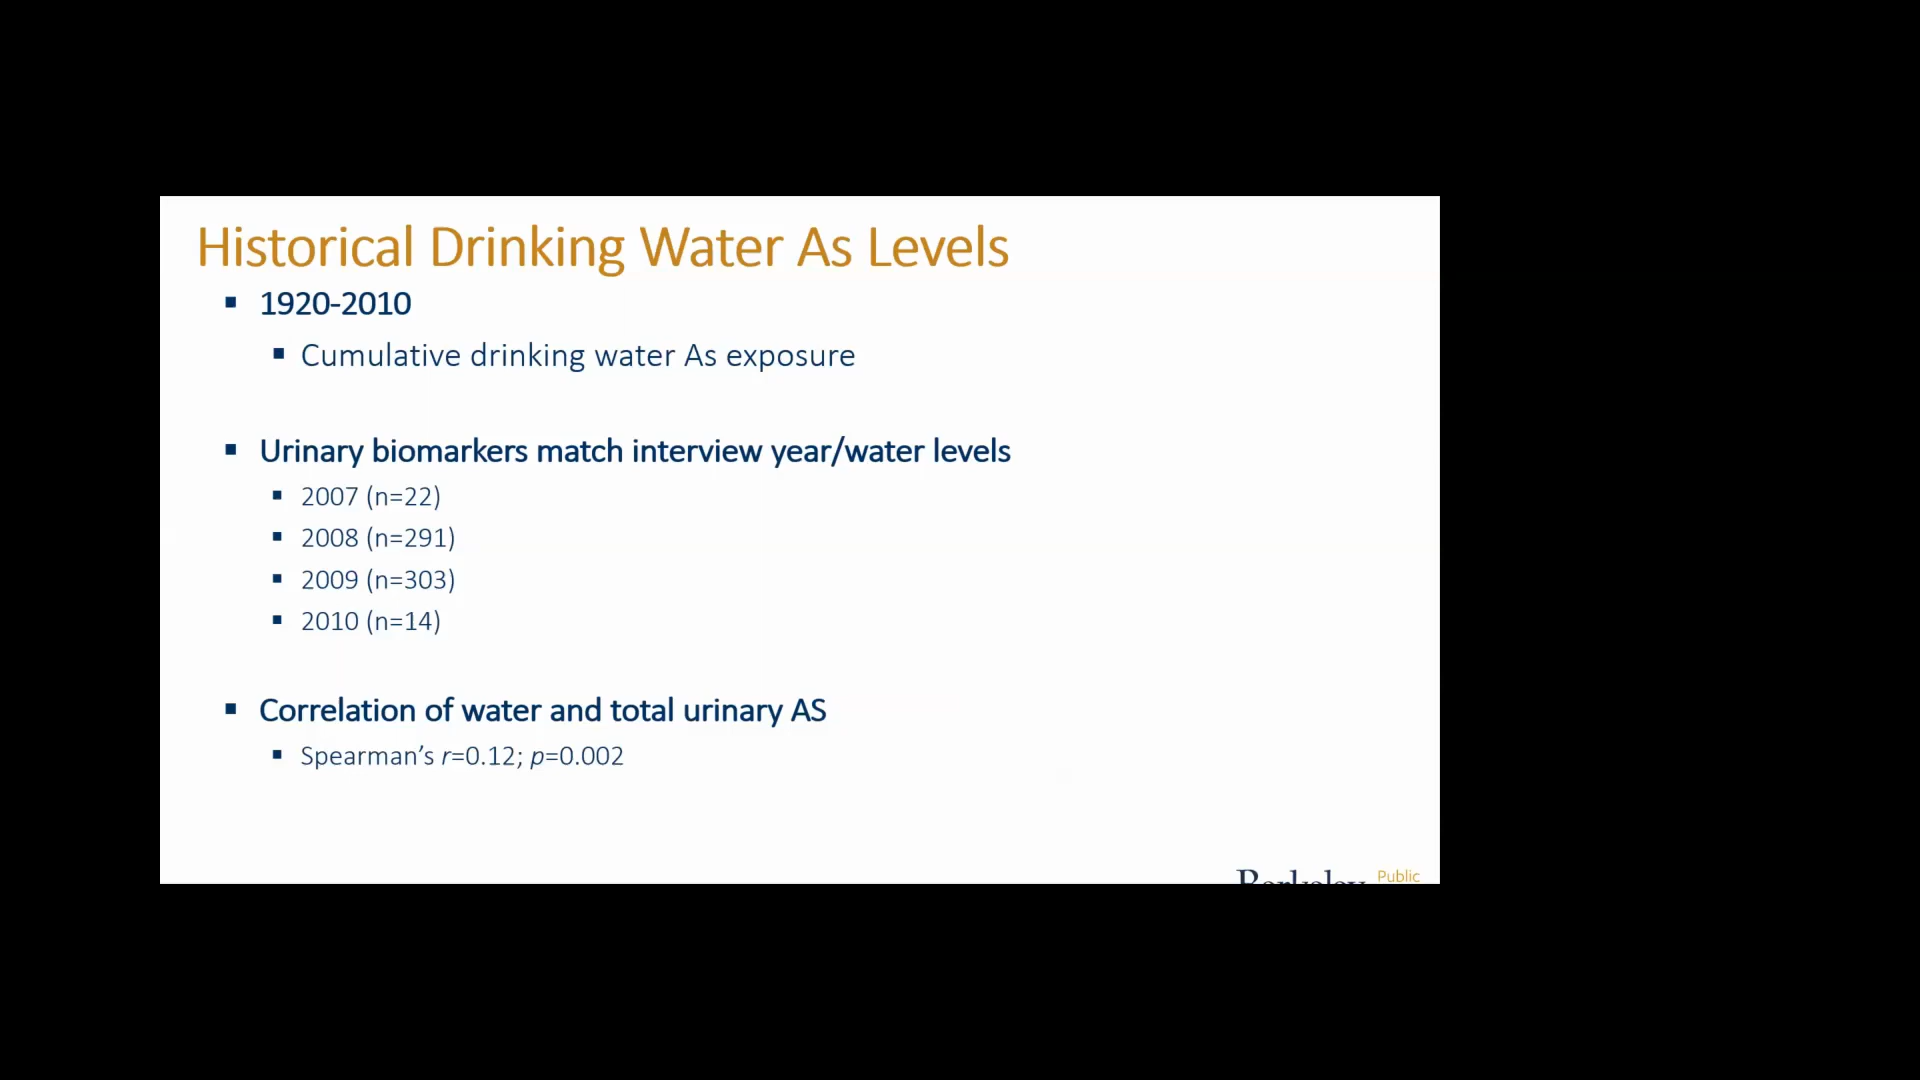 Historical Drinking Water As Levels
1920-2010
Cumulative drinking water As exposure
Urinary biomarkers match interview year/water levels
2007 (n=22)
2008 (n=291)
2009 (n=303)
2010 (n=14)
Correlation of water and total urinary AS
Spearman’s r=0.12; p=0.002
Berkeley Public